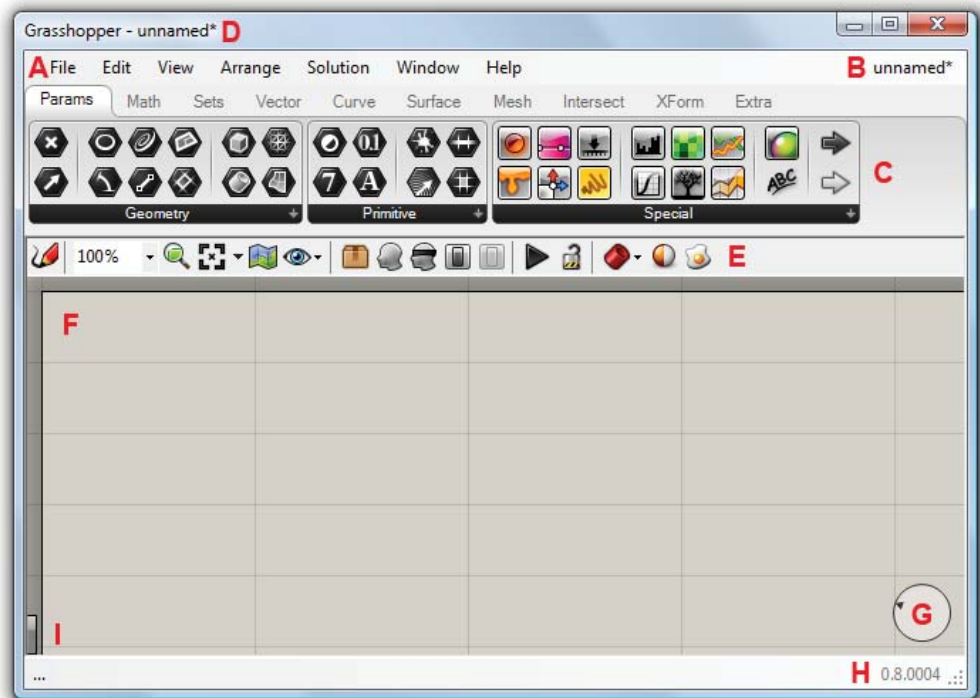 Grasshopper - unnamed* D
A File Edit View Arrange Solution Window Help B unnamed*
Params Math Sets Vector Curve Surface Mesh Intersect XForm Extra
0.1
7 A ABC
C
Geometry Primitive Special
100% E
F
G
I
... H 0.8.0004